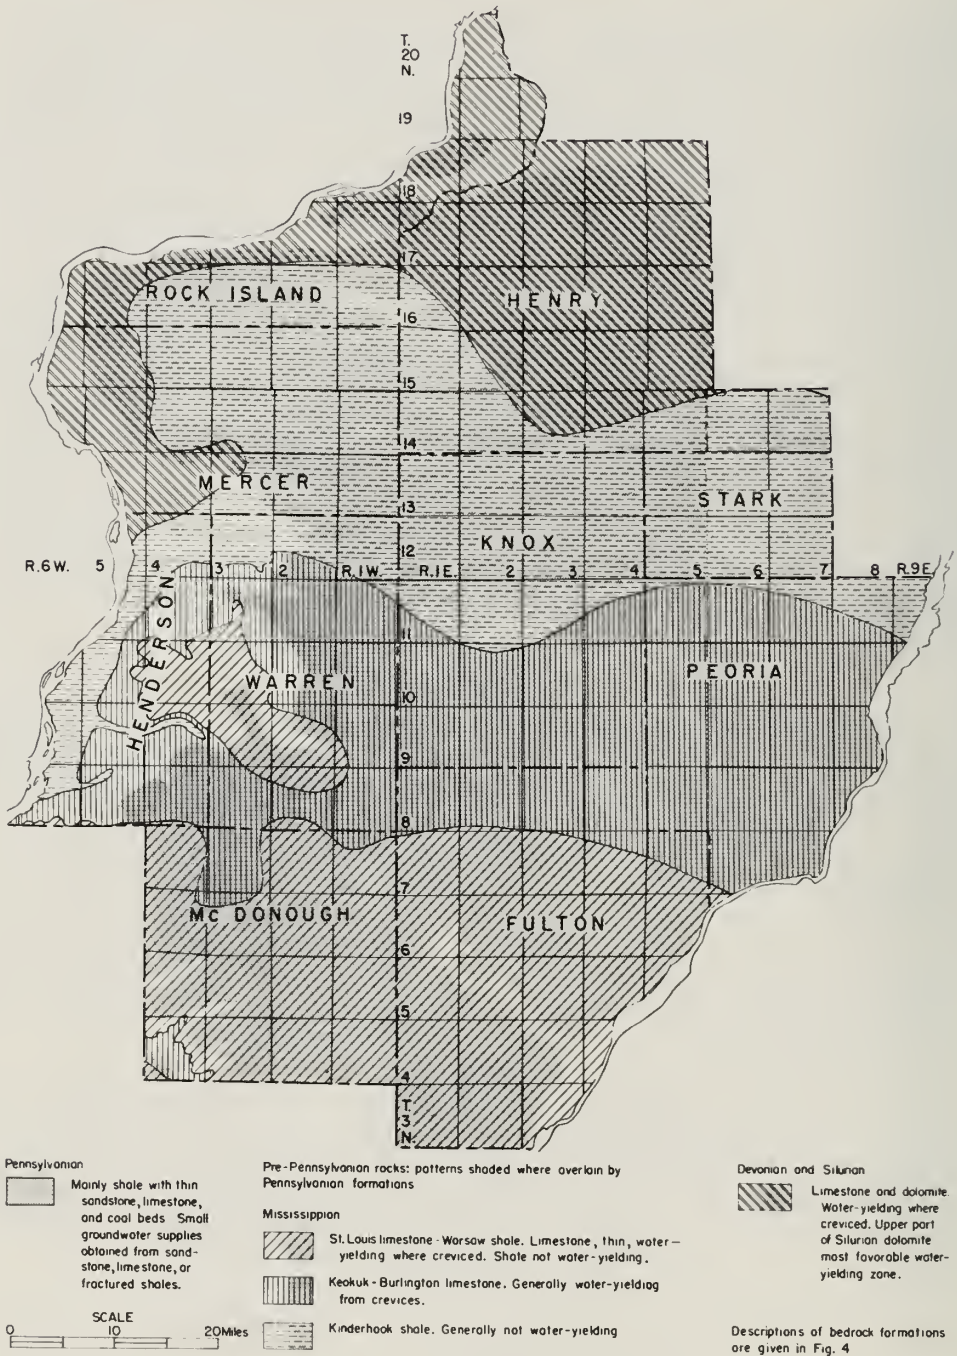 T.
20
N.
19
18
17
ROCK ISLAND
HENRY
16
15
14
MERCER
STARK
13
KNOX
12
R.6W. 5 4 3 2 R.1W. R.1E 2 3 4 5 6 7 8 R.9E.
HENDERSON
11
WARREN
PEORIA
10
9
8
7
Mc DONOUGH
FULTON
6
5
4
T.
3
N.
Pennsylvanian
Mainly shale with thin
sandstone, limestone,
and coal beds Small
groundwater supplies
obtained from sand-
stone, limestone, or
fractured shales.
SCALE
0 10 20 Miles
Pre-Pennsylvanian rocks: patterns shaded where overlain by
Pennsylvanian formations
Mississippian
St. Louis limestone - Warsaw shale. Limestone, thin, water-
yielding where creviced. Shale not water-yielding.
Keokuk - Burlington limestone. Generally water-yielding
from crevices.
Kinderhook shale. Generally not water-yielding
Devonian and Silurian
Limestone and dolomite.
Water-yielding where
creviced. Upper part
of Silurian dolomite
most favorable water-
yielding zone.
Descriptions of bedrock formations
are given in Fig. 4